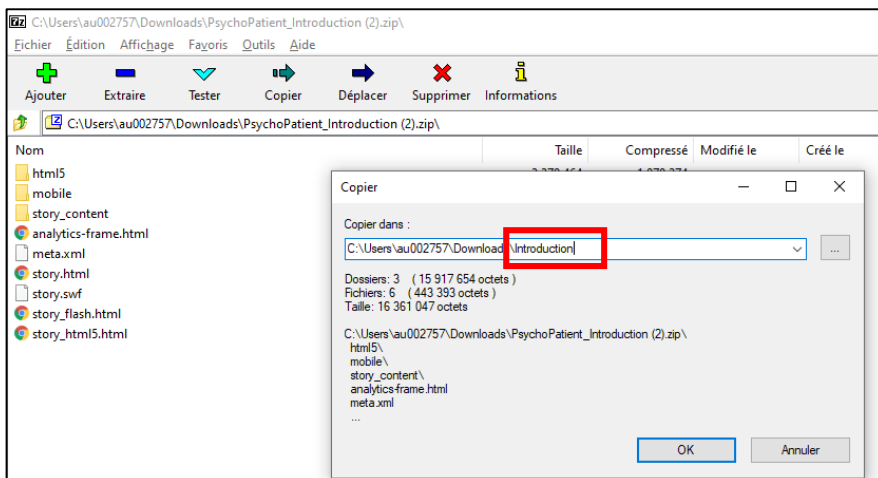 C:\Users\au002757\Downloads\PsychoPatient_Introduction (2).zip\
Fichier Édition Affichage Favoris Outils Aide
Ajouter Extraire Tester Copier Déplacer Supprimer Informations
C:\Users\au002757\Downloads\PsychoPatient_Introduction (2).zip\
Nom Taille Compressé Modifié le Créé le
html5
mobile
story_content
analytics-frame.html
meta.xml
story.html
story.swf
story_flash.html
story_html5.html
Copier
Copier dans :
C:\Users\au002757\Download \Introduction
...
Dossiers: 3 ( 15 917 654 octets )
Fichiers: 6 ( 443 393 octets )
Taille: 16 361 047 octets
C:\Users\au002757\Downloads\PsychoPatient_Introduction (2).zip\
html5\
mobile\
story_content\
analytics-frame.html
meta.xml
...
OK Annuler